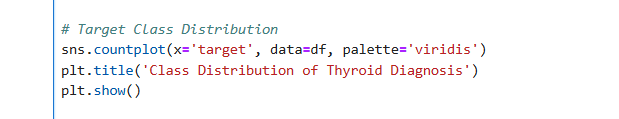 # Target Class Distribution
sns.countplot(x='target', data=df, palette='viridis')
plt.title('Class Distribution of Thyroid Diagnosis')
plt.show()